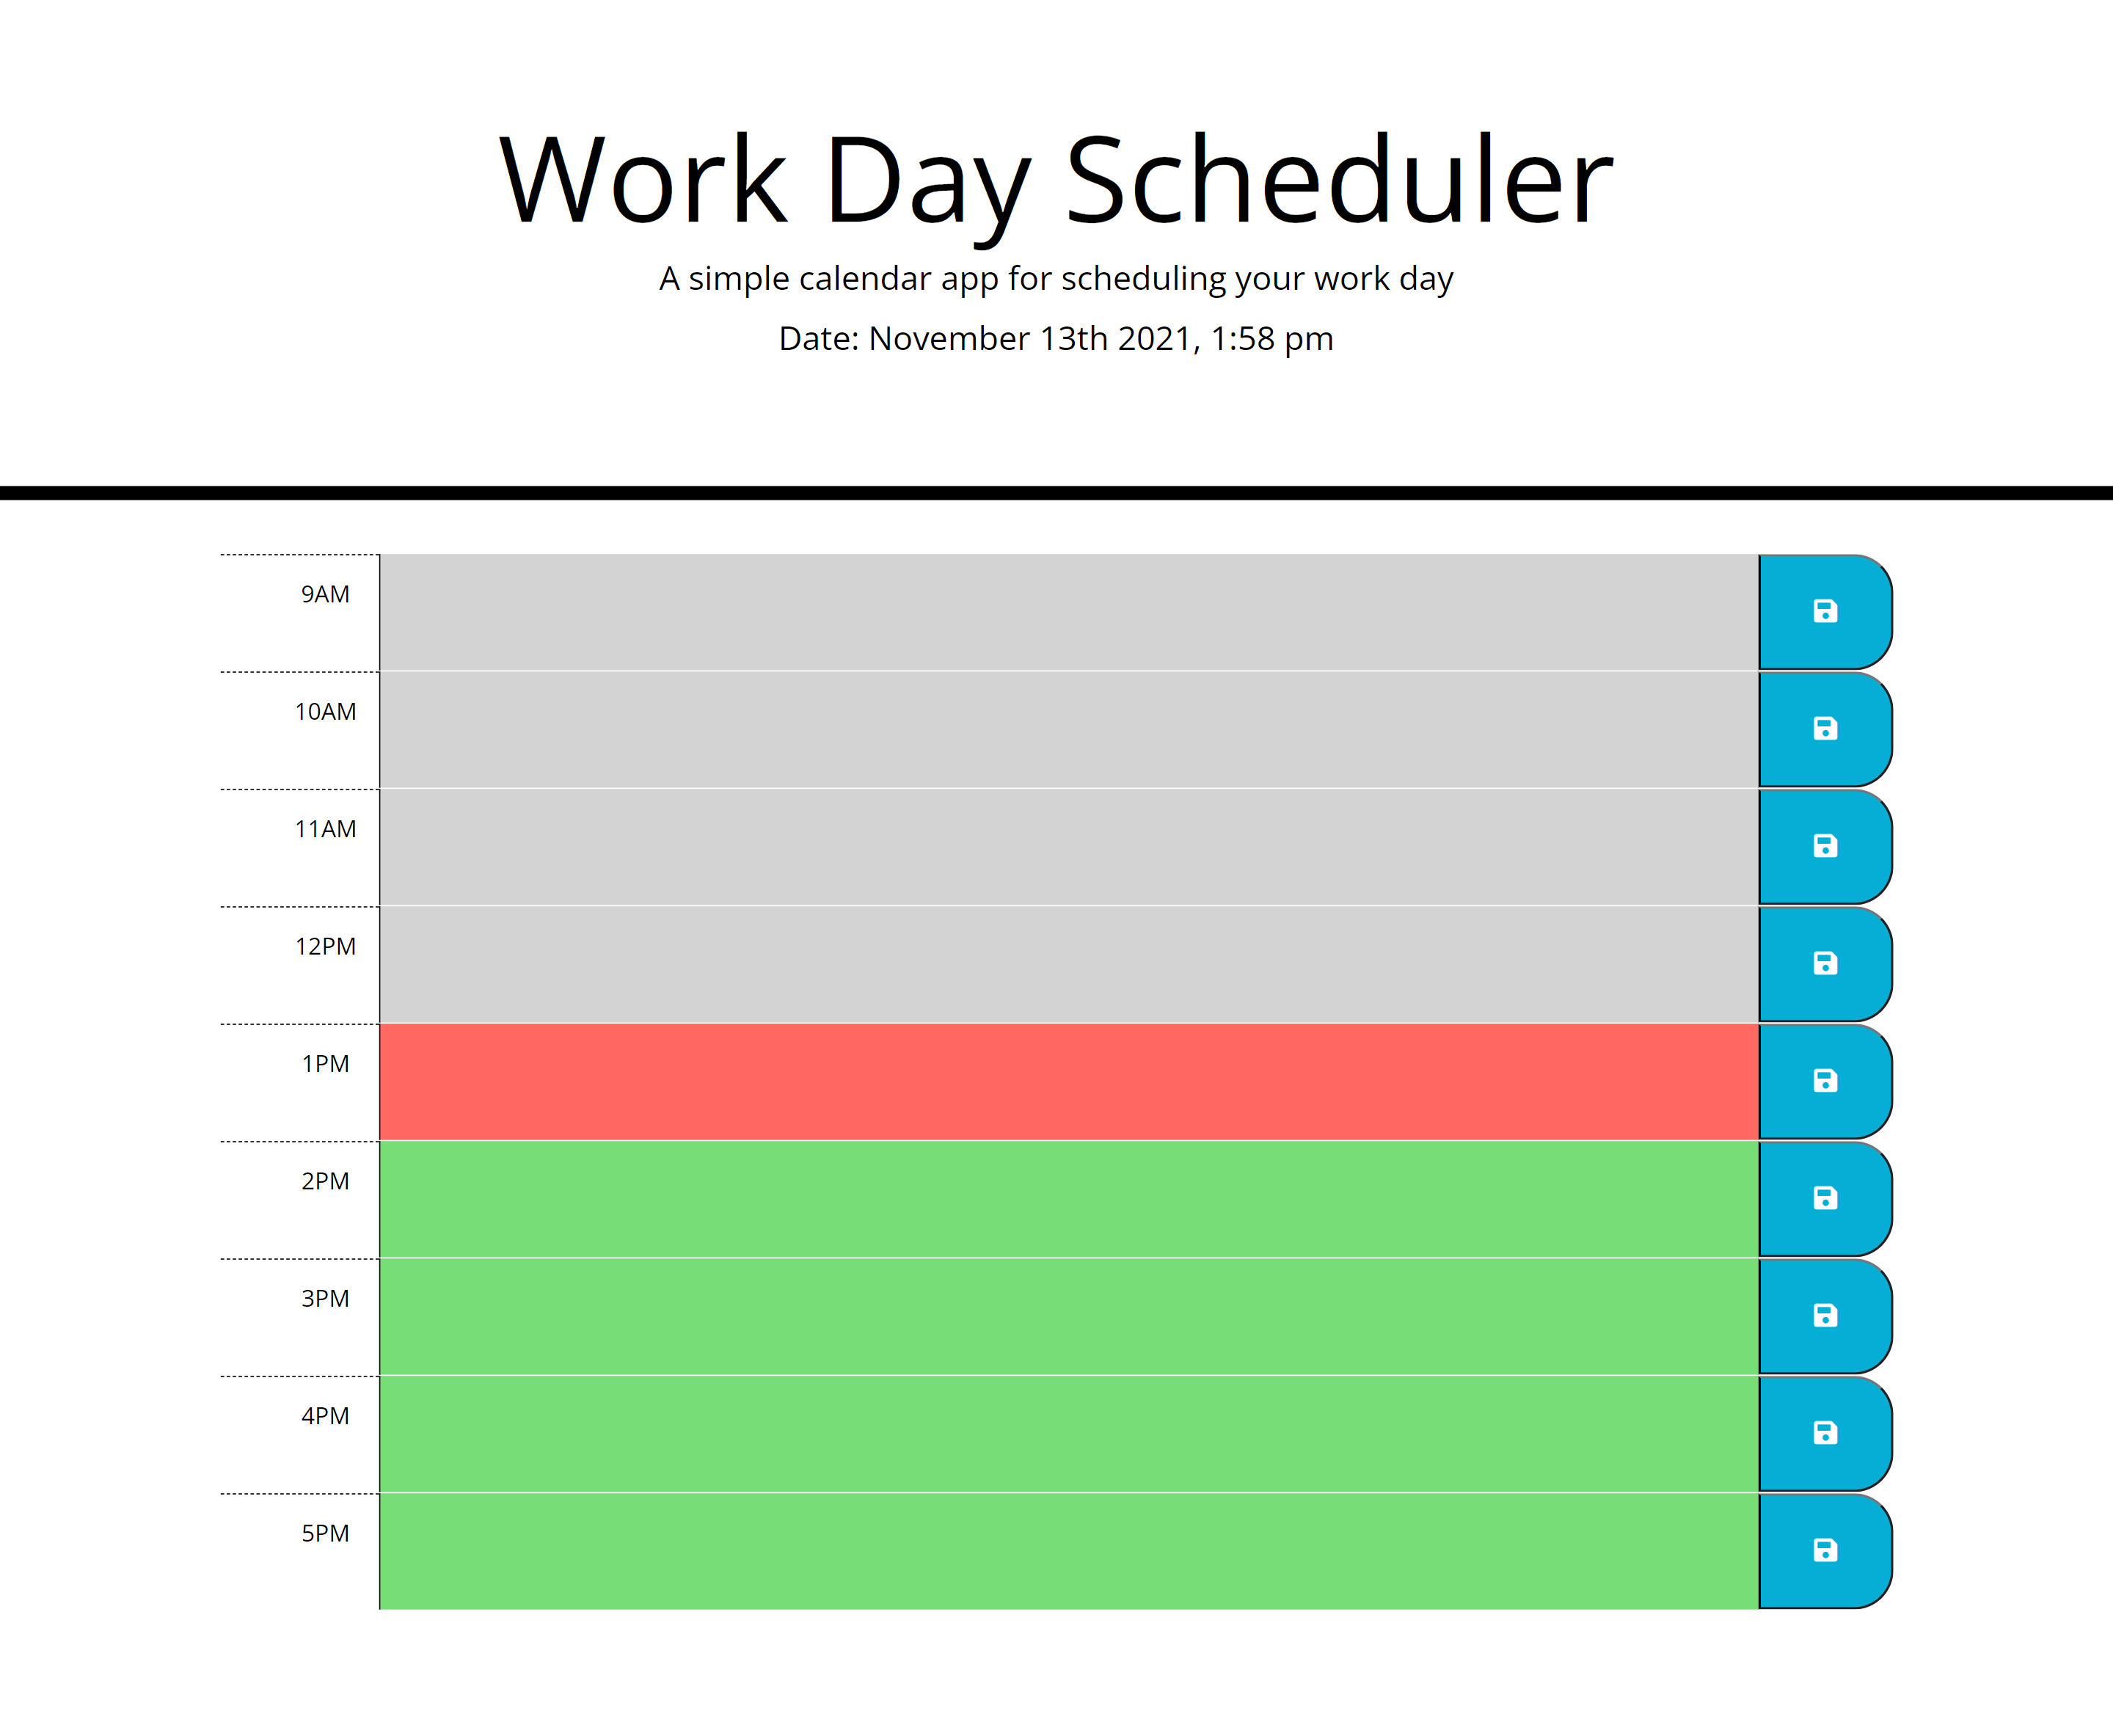 Work Day Scheduler
A simple calendar app for scheduling your work day
Date: November 13th 2021, 1:58 pm
9AM
10AM
11AM
12PM
1PM
2PM
3PM
4PM
5PM